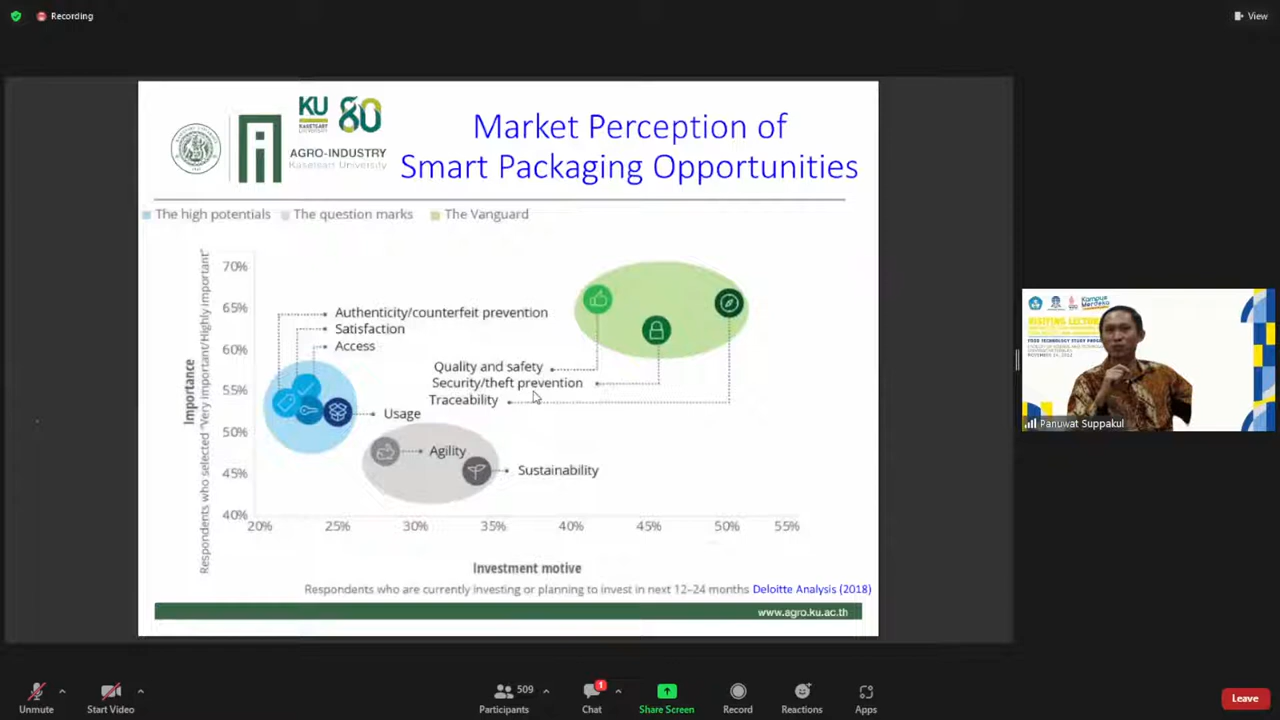 Recording
View
KU
80
KASETSART
UNIVERSITY
AGRO-INDUSTRY
Kasetsart University
Market Perception of
Smart Packaging Opportunities
The high potentials
The question marks
The Vanguard
Importance
Respondents who selected "Very important/Highly important"
70%
65%
60%
55%
50%
45%
40%
Authenticity/counterfeit prevention
Satisfaction
Access
Quality and safety
Security/theft prevention
Traceability
Usage
Agility
Sustainability
20%
25%
30%
35%
40%
45%
50%
55%
Investment motive
Respondents who are currently investing or planning to invest in next 12–24 months Deloitte Analysis (2018)
www.agro.ku.ac.th
Kampus
Merdeka
Panuwat Suppakul
Unmute
Start Video
509
Participants
1
Chat
Share Screen
Record
Reactions
Apps
Leave